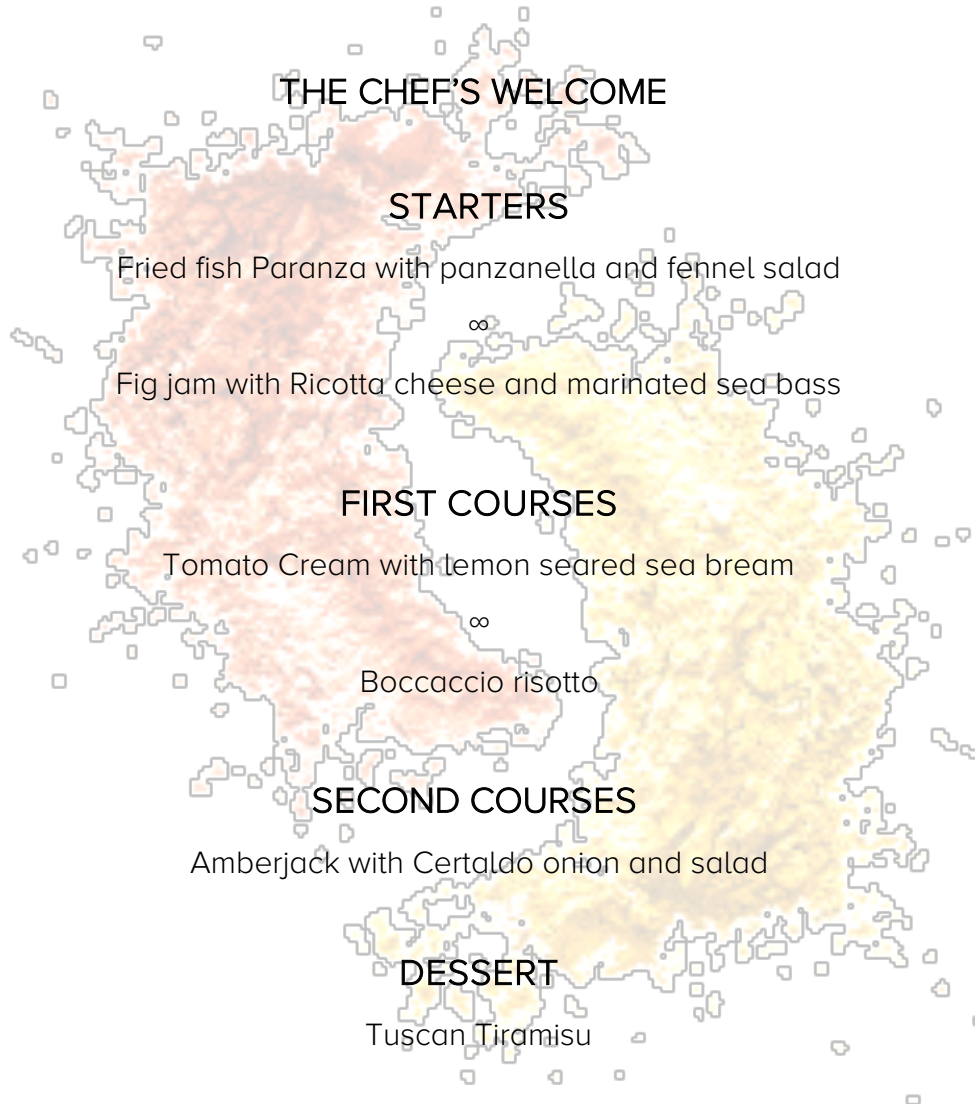 THE CHEF’S WELCOME
STARTERS
Fried fish Paranza with panzanella and fennel salad
∞
Fig jam with Ricotta cheese and marinated sea bass
FIRST COURSES
Tomato Cream with lemon seared sea bream
∞
Boccaccio risotto
SECOND COURSES
Amberjack with Certaldo onion and salad
DESSERT
Tuscan Tiramisu